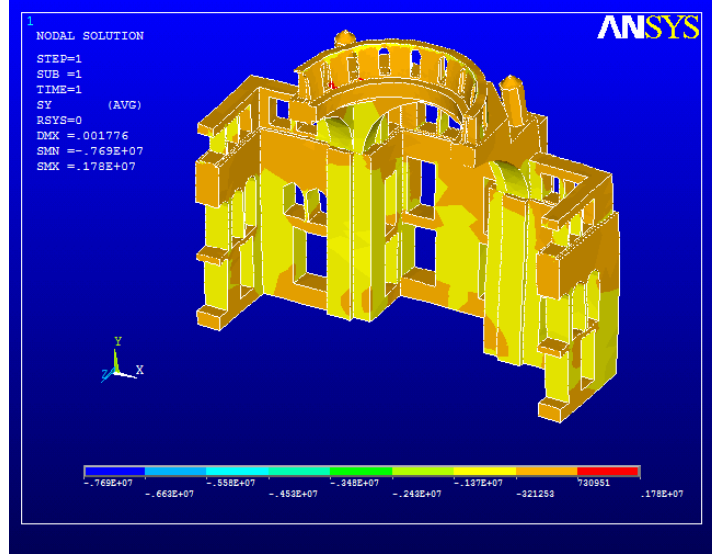 1
ANSYS
NODAL SOLUTION
STEP=1
SUB =1
TIME=1
SY (AVG)
RSYS=0
DMX =.001776
SMN =-.769E+07
SMX =.178E+07
Y
Z X
-.769E+07 -.558E+07 -.348E+07 -.137E+07 730951
-.663E+07 -.453E+07 -.243E+07 -321253 .178E+07